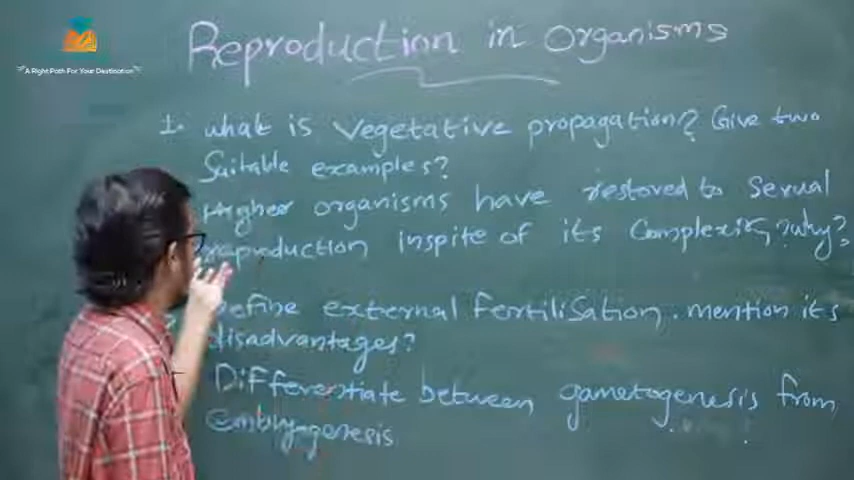 A Right Path For Your Destination
Reproduction in Organisms
1. what is vegetative propagation? Give two
Suitable examples?
Higher organisms have restored to Sexual
reproduction inspite of its Complexity? Why?
Define external Fertilisation. mention its
disadvantages?
Differentiate between gametogenesis from
embryogenesis